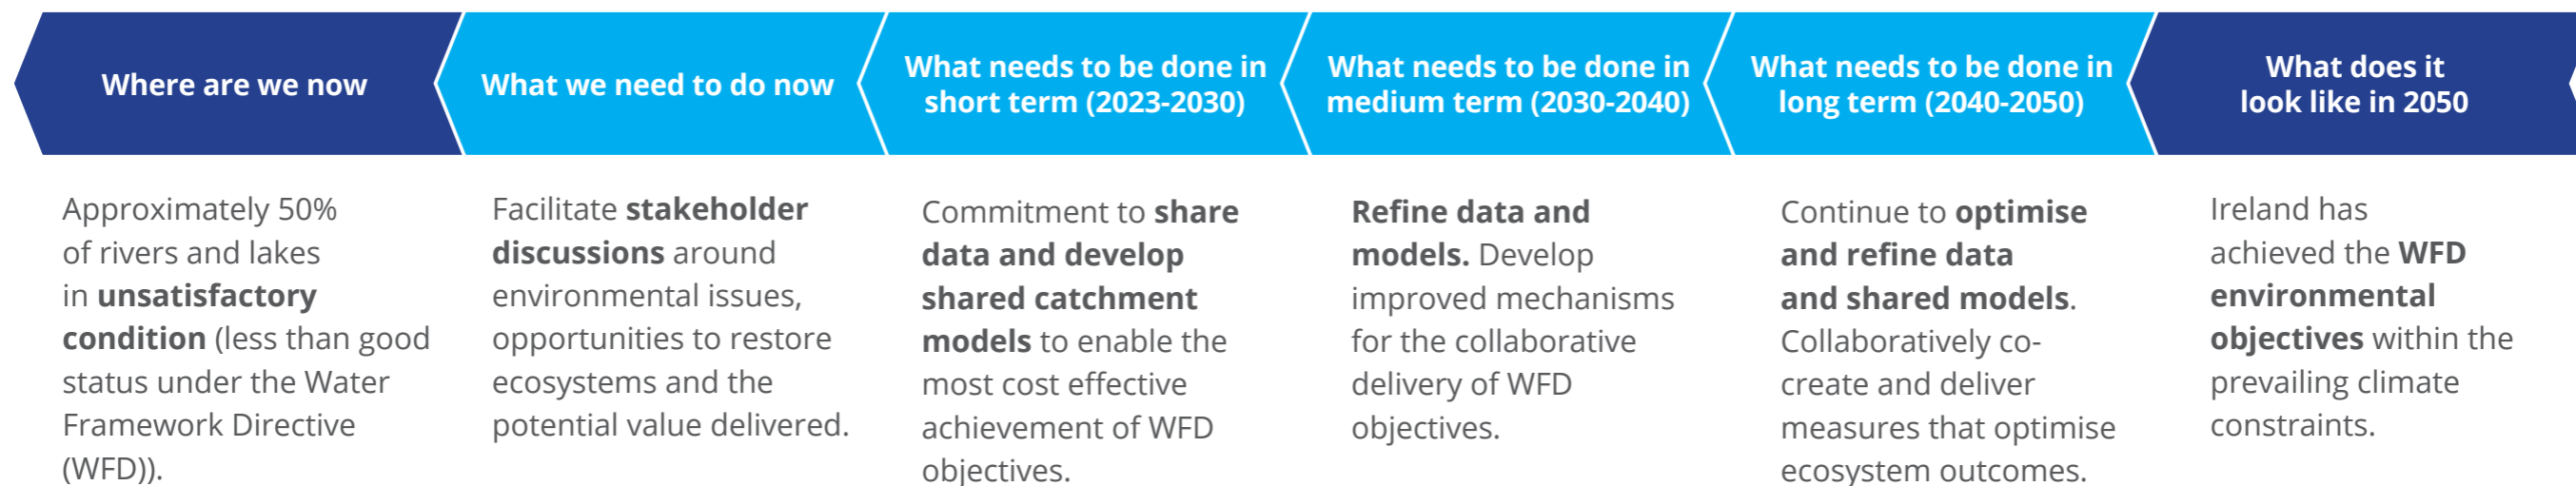 Where are we now
What we need to do now
What needs to be done in
short term (2023-2030)
What needs to be done in
medium term (2030-2040)
What needs to be done in
long term (2040-2050)
What does it
look like in 2050
Approximately 50%
of rivers and lakes
in unsatisfactory
condition (less than good
status under the Water
Framework Directive
(WFD)).
Facilitate stakeholder
discussions around
environmental issues,
opportunities to restore
ecosystems and the
potential value delivered.
Commitment to share
data and develop
shared catchment
models to enable the
most cost effective
achievement of WFD
objectives.
Refine data and
models. Develop
improved mechanisms
for the collaborative
delivery of WFD
objectives.
Continue to optimise
and refine data
and shared models.
Collaboratively co-
create and deliver
measures that optimise
ecosystem outcomes.
Ireland has
achieved the WFD
environmental
objectives within the
prevailing climate
constraints.